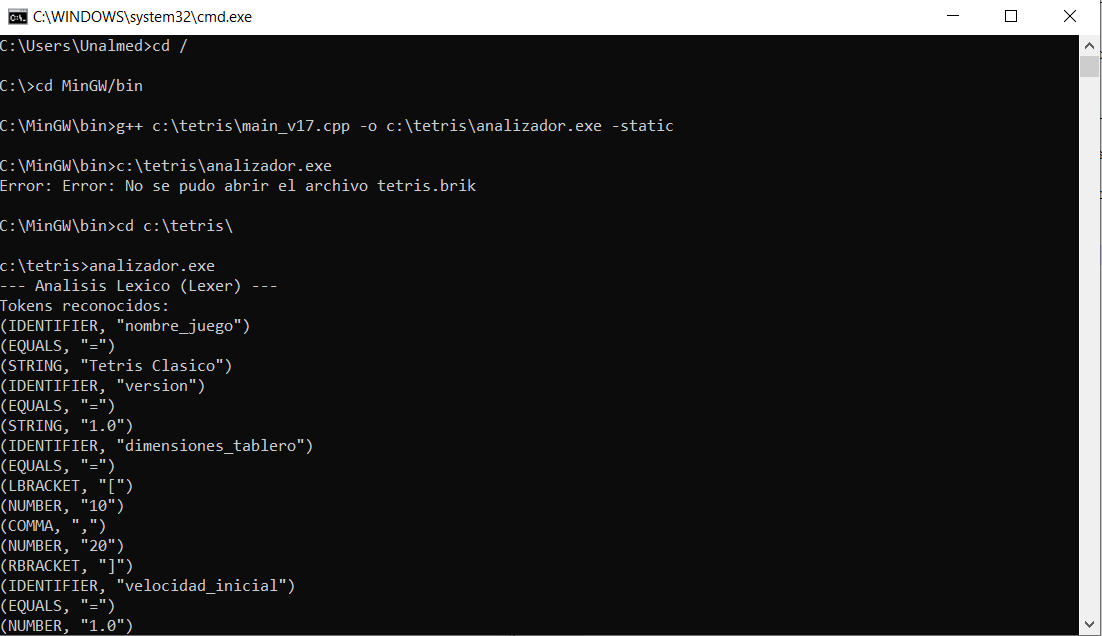 C:\WINDOWS\system32\cmd.exe
C:\Users\Unalmed>cd /
C:\>cd MinGW/bin
C:\MinGW\bin>g++ c:\tetris\main_v17.cpp -o c:\tetris\analizador.exe -static
C:\MinGW\bin>c:\tetris\analizador.exe
Error: Error: No se pudo abrir el archivo tetris.brik
C:\MinGW\bin>cd c:\tetris\
c:\tetris>analizador.exe
--- Analisis Lexico (Lexer) ---
Tokens reconocidos:
(IDENTIFIER, "nombre_juego")
(EQUALS, "=")
(STRING, "Tetris Clasico")
(IDENTIFIER, "version")
(EQUALS, "=")
(STRING, "1.0")
(IDENTIFIER, "dimensiones_tablero")
(EQUALS, "=")
(LBRACKET, "[")
(NUMBER, "10")
(COMMA, ",")
(NUMBER, "20")
(RBRACKET, "]")
(IDENTIFIER, "velocidad_inicial")
(EQUALS, "=")
(NUMBER, "1.0")